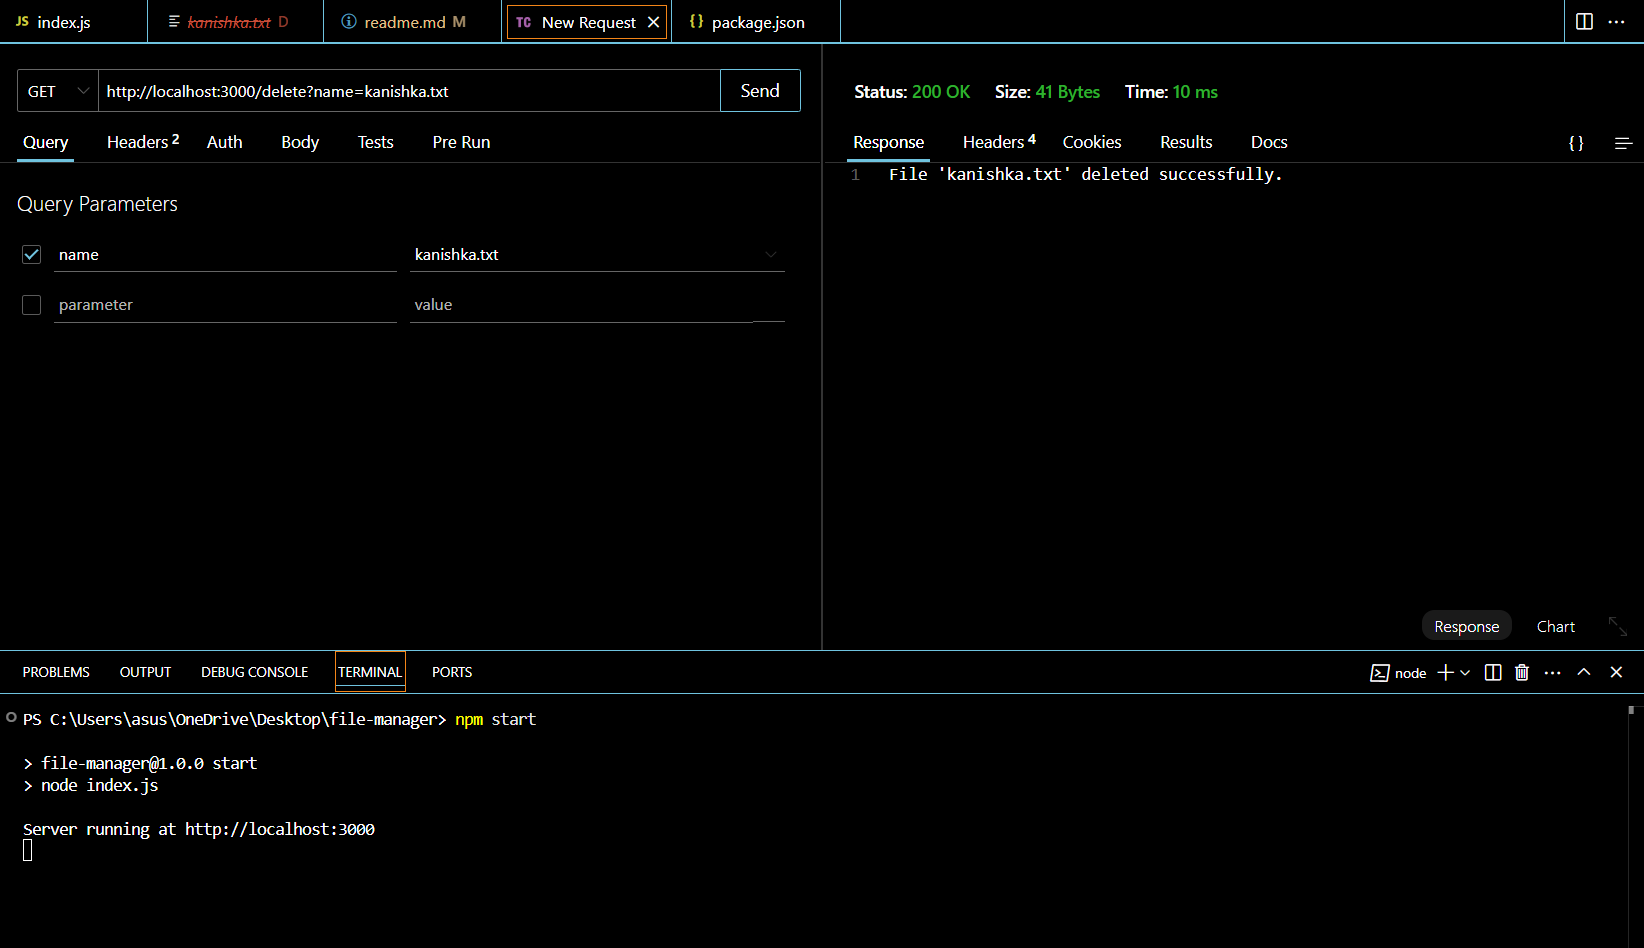 JS index.js kanishka.txt D readme.md M TC New Request {} package.json
GET http://localhost:3000/delete?name=kanishka.txt Send
Status: 200 OK Size: 41 Bytes Time: 10 ms
Query Headers 2 Auth Body Tests Pre Run
Response Headers 4 Cookies Results Docs {}
1 File 'kanishka.txt' deleted successfully.
Query Parameters
name kanishka.txt
parameter value
Response Chart
PROBLEMS OUTPUT DEBUG CONSOLE TERMINAL PORTS node
PS C:\Users\asus\OneDrive\Desktop\file-manager> npm start
> file-manager@1.0.0 start
> node index.js
Server running at http://localhost:3000